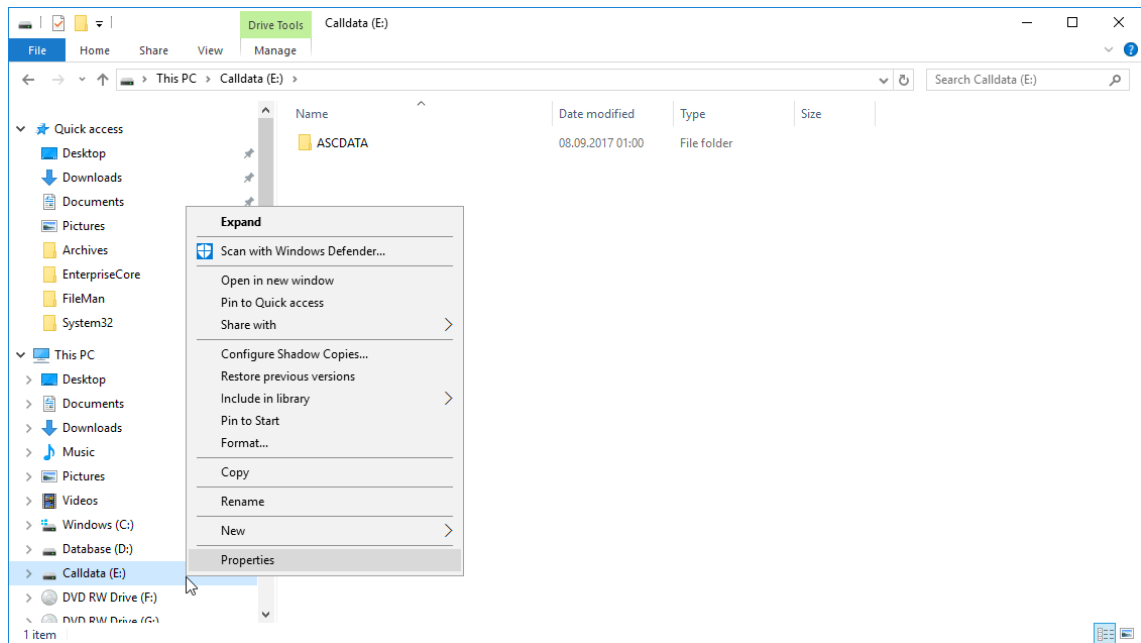 Drive Tools
Calldata (E:)
File
Home
Share
View
Manage
This PC
Calldata (E:)
Search Calldata (E:)
Quick access
Desktop
Downloads
Documents
Pictures
Archives
EnterpriseCore
FileMan
System32
This PC
Desktop
Documents
Downloads
Music
Pictures
Videos
Windows (C:)
Database (D:)
Calldata (E:)
DVD RW Drive (F:)
DVD RW Drive (G:)
1 item
Name
Date modified
Type
Size
ASCDATA
08.09.2017 01:00
File folder
Expand
Scan with Windows Defender...
Open in new window
Pin to Quick access
Share with
Configure Shadow Copies...
Restore previous versions
Include in library
Pin to Start
Format...
Copy
Rename
New
Properties